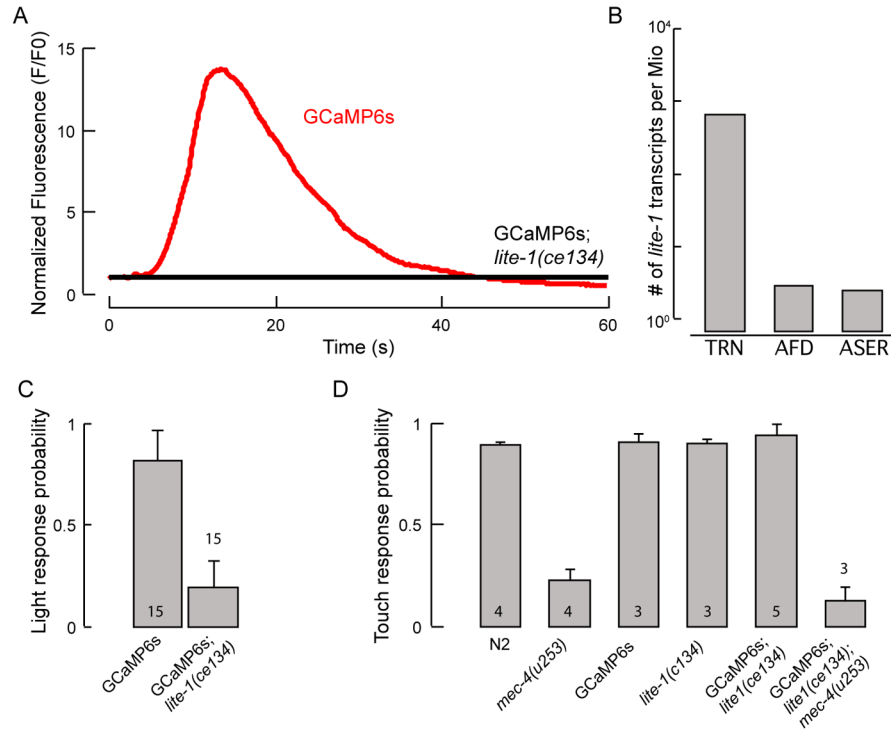 A
Normalized Fluorescence (F/F0)
15
10
5
0
GCaMP6s
GCaMP6s;
lite-1(ce134)
0
20
40
60
Time (s)
B
# of lite-1 transcripts per Mio
10⁴
10⁰
TRN
AFD
ASER
C
Light response probability
1
0.5
0
15
15
GCaMP6s
GCaMP6s;
lite-1(ce134)
D
Touch response probability
1
0.5
0
4
4
3
3
5
3
N2
mec-4(u253)
GCaMP6s
lite-1(c134)
GCaMP6s;
lite1(ce134)
GCaMP6s;
lite1(ce134);
mec-4(u253)